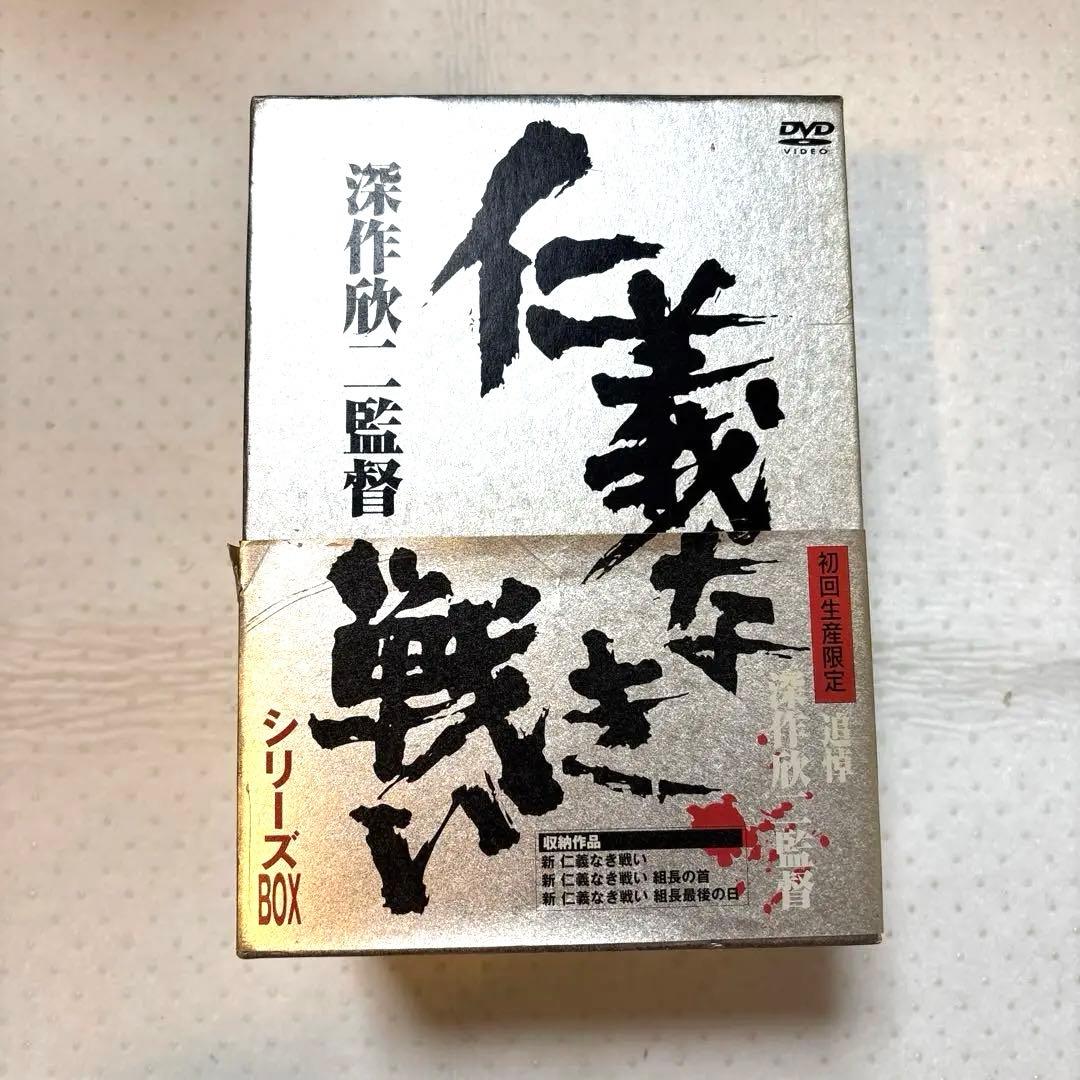 DVD
VIDEO
仁義なき戦い
深作欣二監督
初回生産限定
追悼
深作欣二監督
シリーズBOX
収納作品
新 仁義なき戦い
新 仁義なき戦い 組長の首
新 仁義なき戦い 組長最後の日